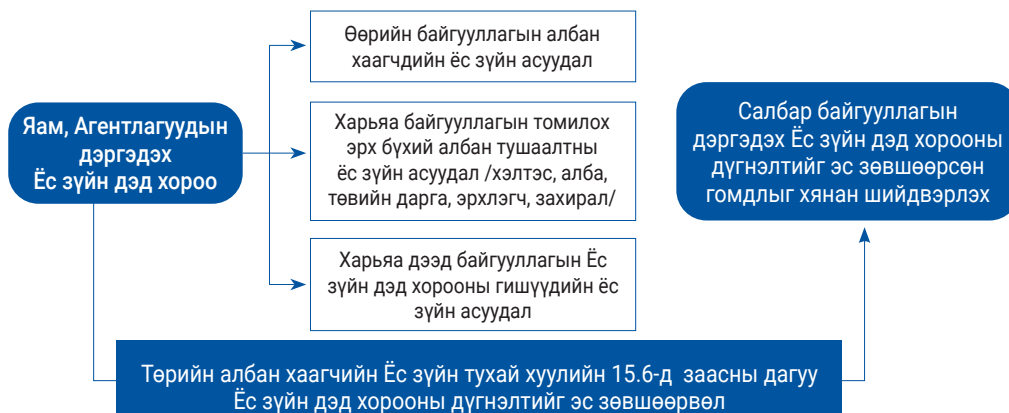 Яам, Агентлагуудын
дэргэдэх
Ёс зүйн дэд хороо
Өөрийн байгууллагын албан
хаагчдийн ёс зүйн асуудал
Харьяа байгууллагын томилох
эрх бүхий албан тушаалтны
ёс зүйн асуудал /хэлтэс, алба,
төвийн дарга, эрхлэгч, захирал/
Харьяа дээд байгууллагын Ёс
зүйн дэд хорооны гишүүдийн ёс
зүйн асуудал
Салбар байгууллагын
дэргэдэх Ёс зүйн дэд хорооны
дүгнэлтийг эс зөвшөөрсөн
гомдлыг хянан шийдвэрлэх
Төрийн албан хаагчийн Ёс зүйн тухай хуулийн 15.6-д заасны дагуу
Ёс зүйн дэд хорооны дүгнэлтийг эс зөвшөөрвөл